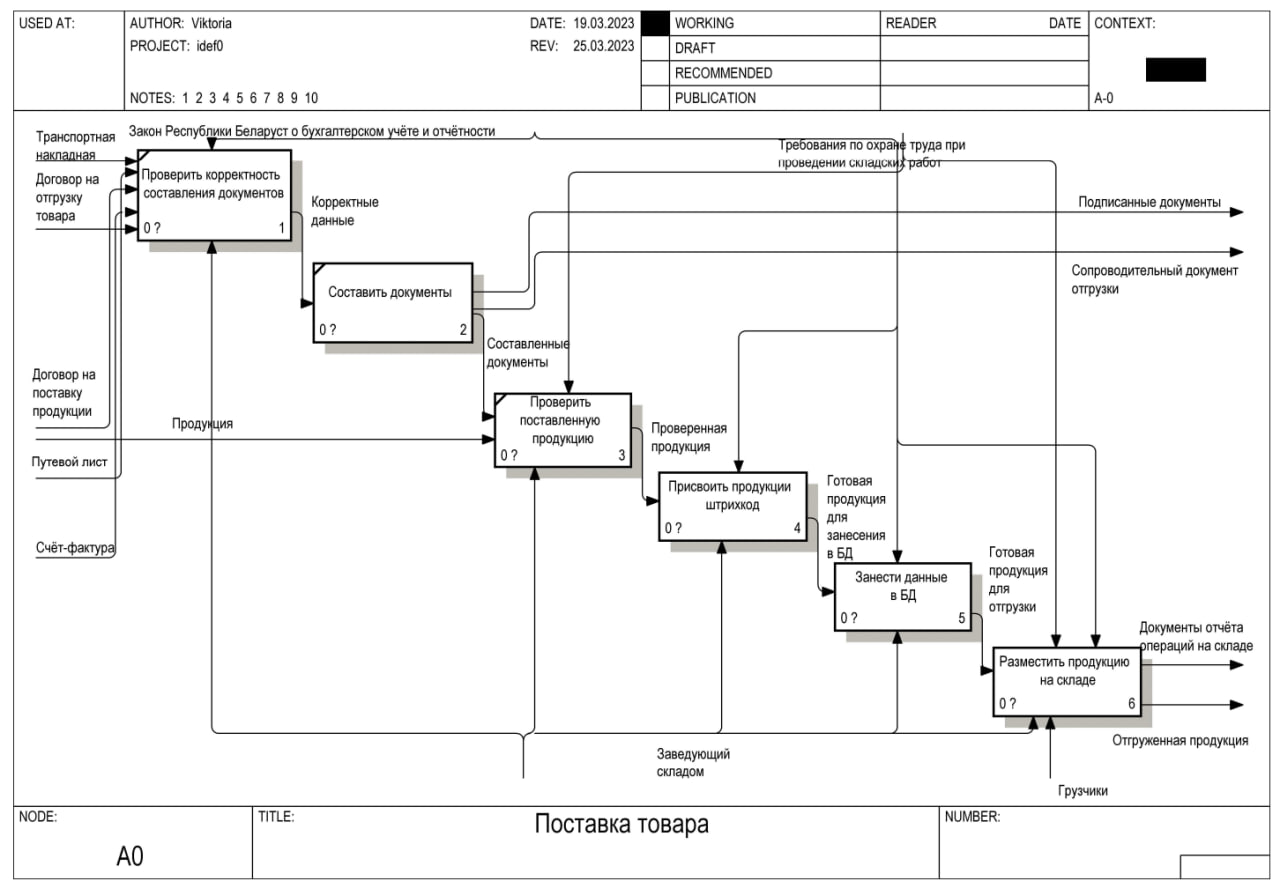 USED AT:
AUTHOR: Viktoria
DATE: 19.03.2023
WORKING
READER
DATE
CONTEXT:
PROJECT: idef0
REV: 25.03.2023
DRAFT
RECOMMENDED
NOTES: 1 2 3 4 5 6 7 8 9 10
PUBLICATION
A-0
Транспортная
накладная
Закон Республики Беларуст о бухгалтерском учёте и отчётности
Требования по охране труда при
проведении складских работ
Договор на
отгрузку
товара
Проверить корректность
составления документов
0 ?
1
Корректные
данные
Подписанные документы
Сопроводительный документ
отгрузки
Составить документы
0 ?
2
Составленные
документы
Договор на
поставку
продукции
Продукция
Проверить
поставленную
продукцию
0 ?
3
Проверенная
продукция
Путевой лист
Присвоить продукции
штрихкод
0 ?
4
Готовая
продукция
для
занесения
в БД
Счёт-фактура
Занести данные
в БД
0 ?
5
Готовая
продукция
для
отгрузки
Документы отчёта
операций на складе
Разместить продукцию
на складе
0 ?
6
Отгруженная продукция
Заведующий
складом
Грузчики
NODE:
TITLE:
Поставка товара
NUMBER:
A0